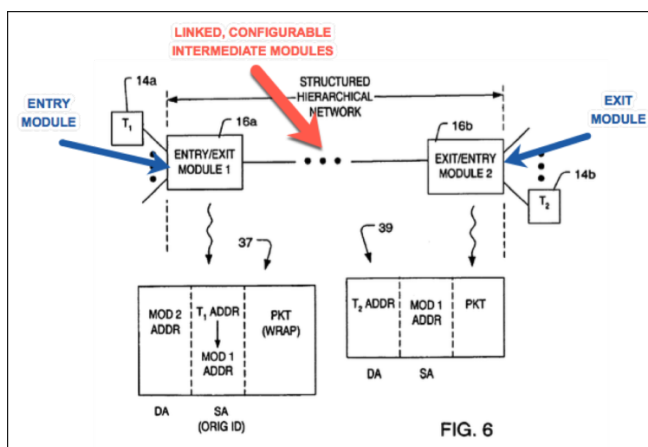 LINKED, CONFIGURABLE
INTERMEDIATE MODULES
ENTRY
MODULE
14a
T1
STRUCTURED
HIERARCHICAL
NETWORK
16a
ENTRY/EXIT
MODULE 1
16b
EXIT/ENTRY
MODULE 2
EXIT
MODULE
14b
T2
37
39
MOD 2
ADDR
T1 ADDR
MOD 1
ADDR
PKT
(WRAP)
DA
SA
(ORIG ID)
T2 ADDR
MOD 1
ADDR
PKT
DA
SA
FIG. 6